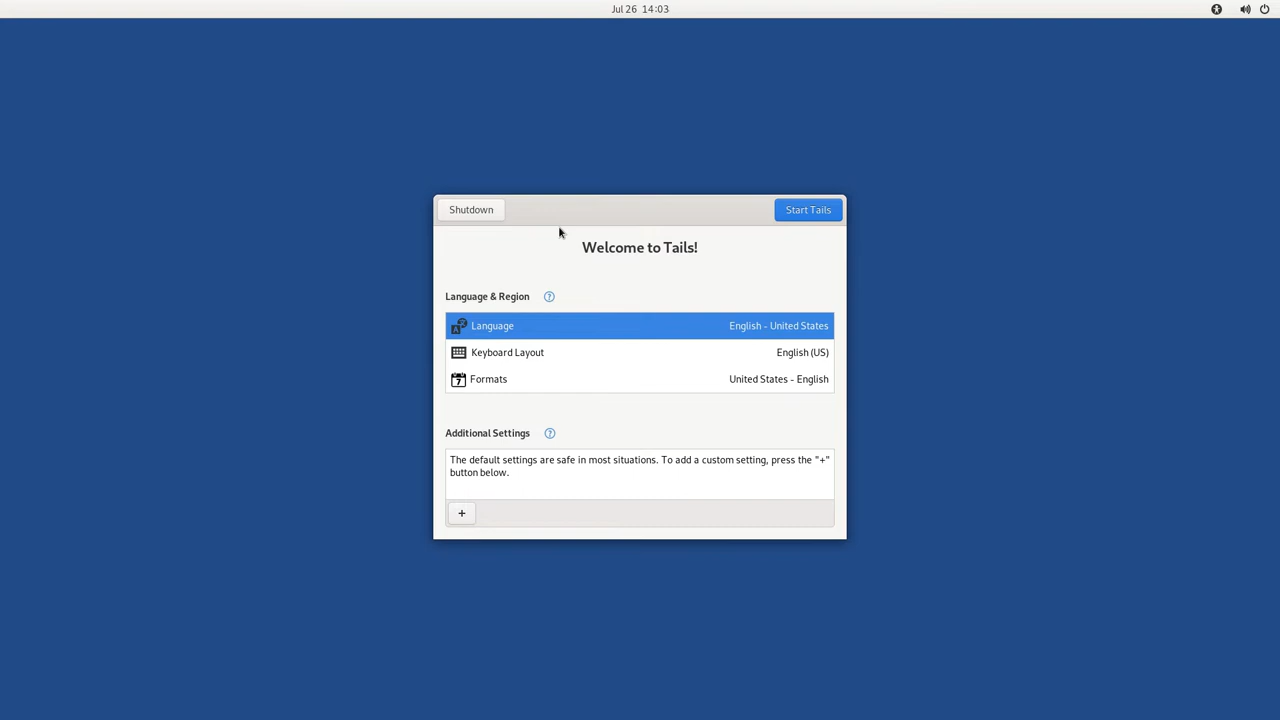 Jul 26 14:03
Shutdown
Start Tails
Welcome to Tails!
Language & Region ?
Language English - United States
Keyboard Layout English (US)
7 Formats United States - English
Additional Settings ?
The default settings are safe in most situations. To add a custom setting, press the "+"
button below.
+